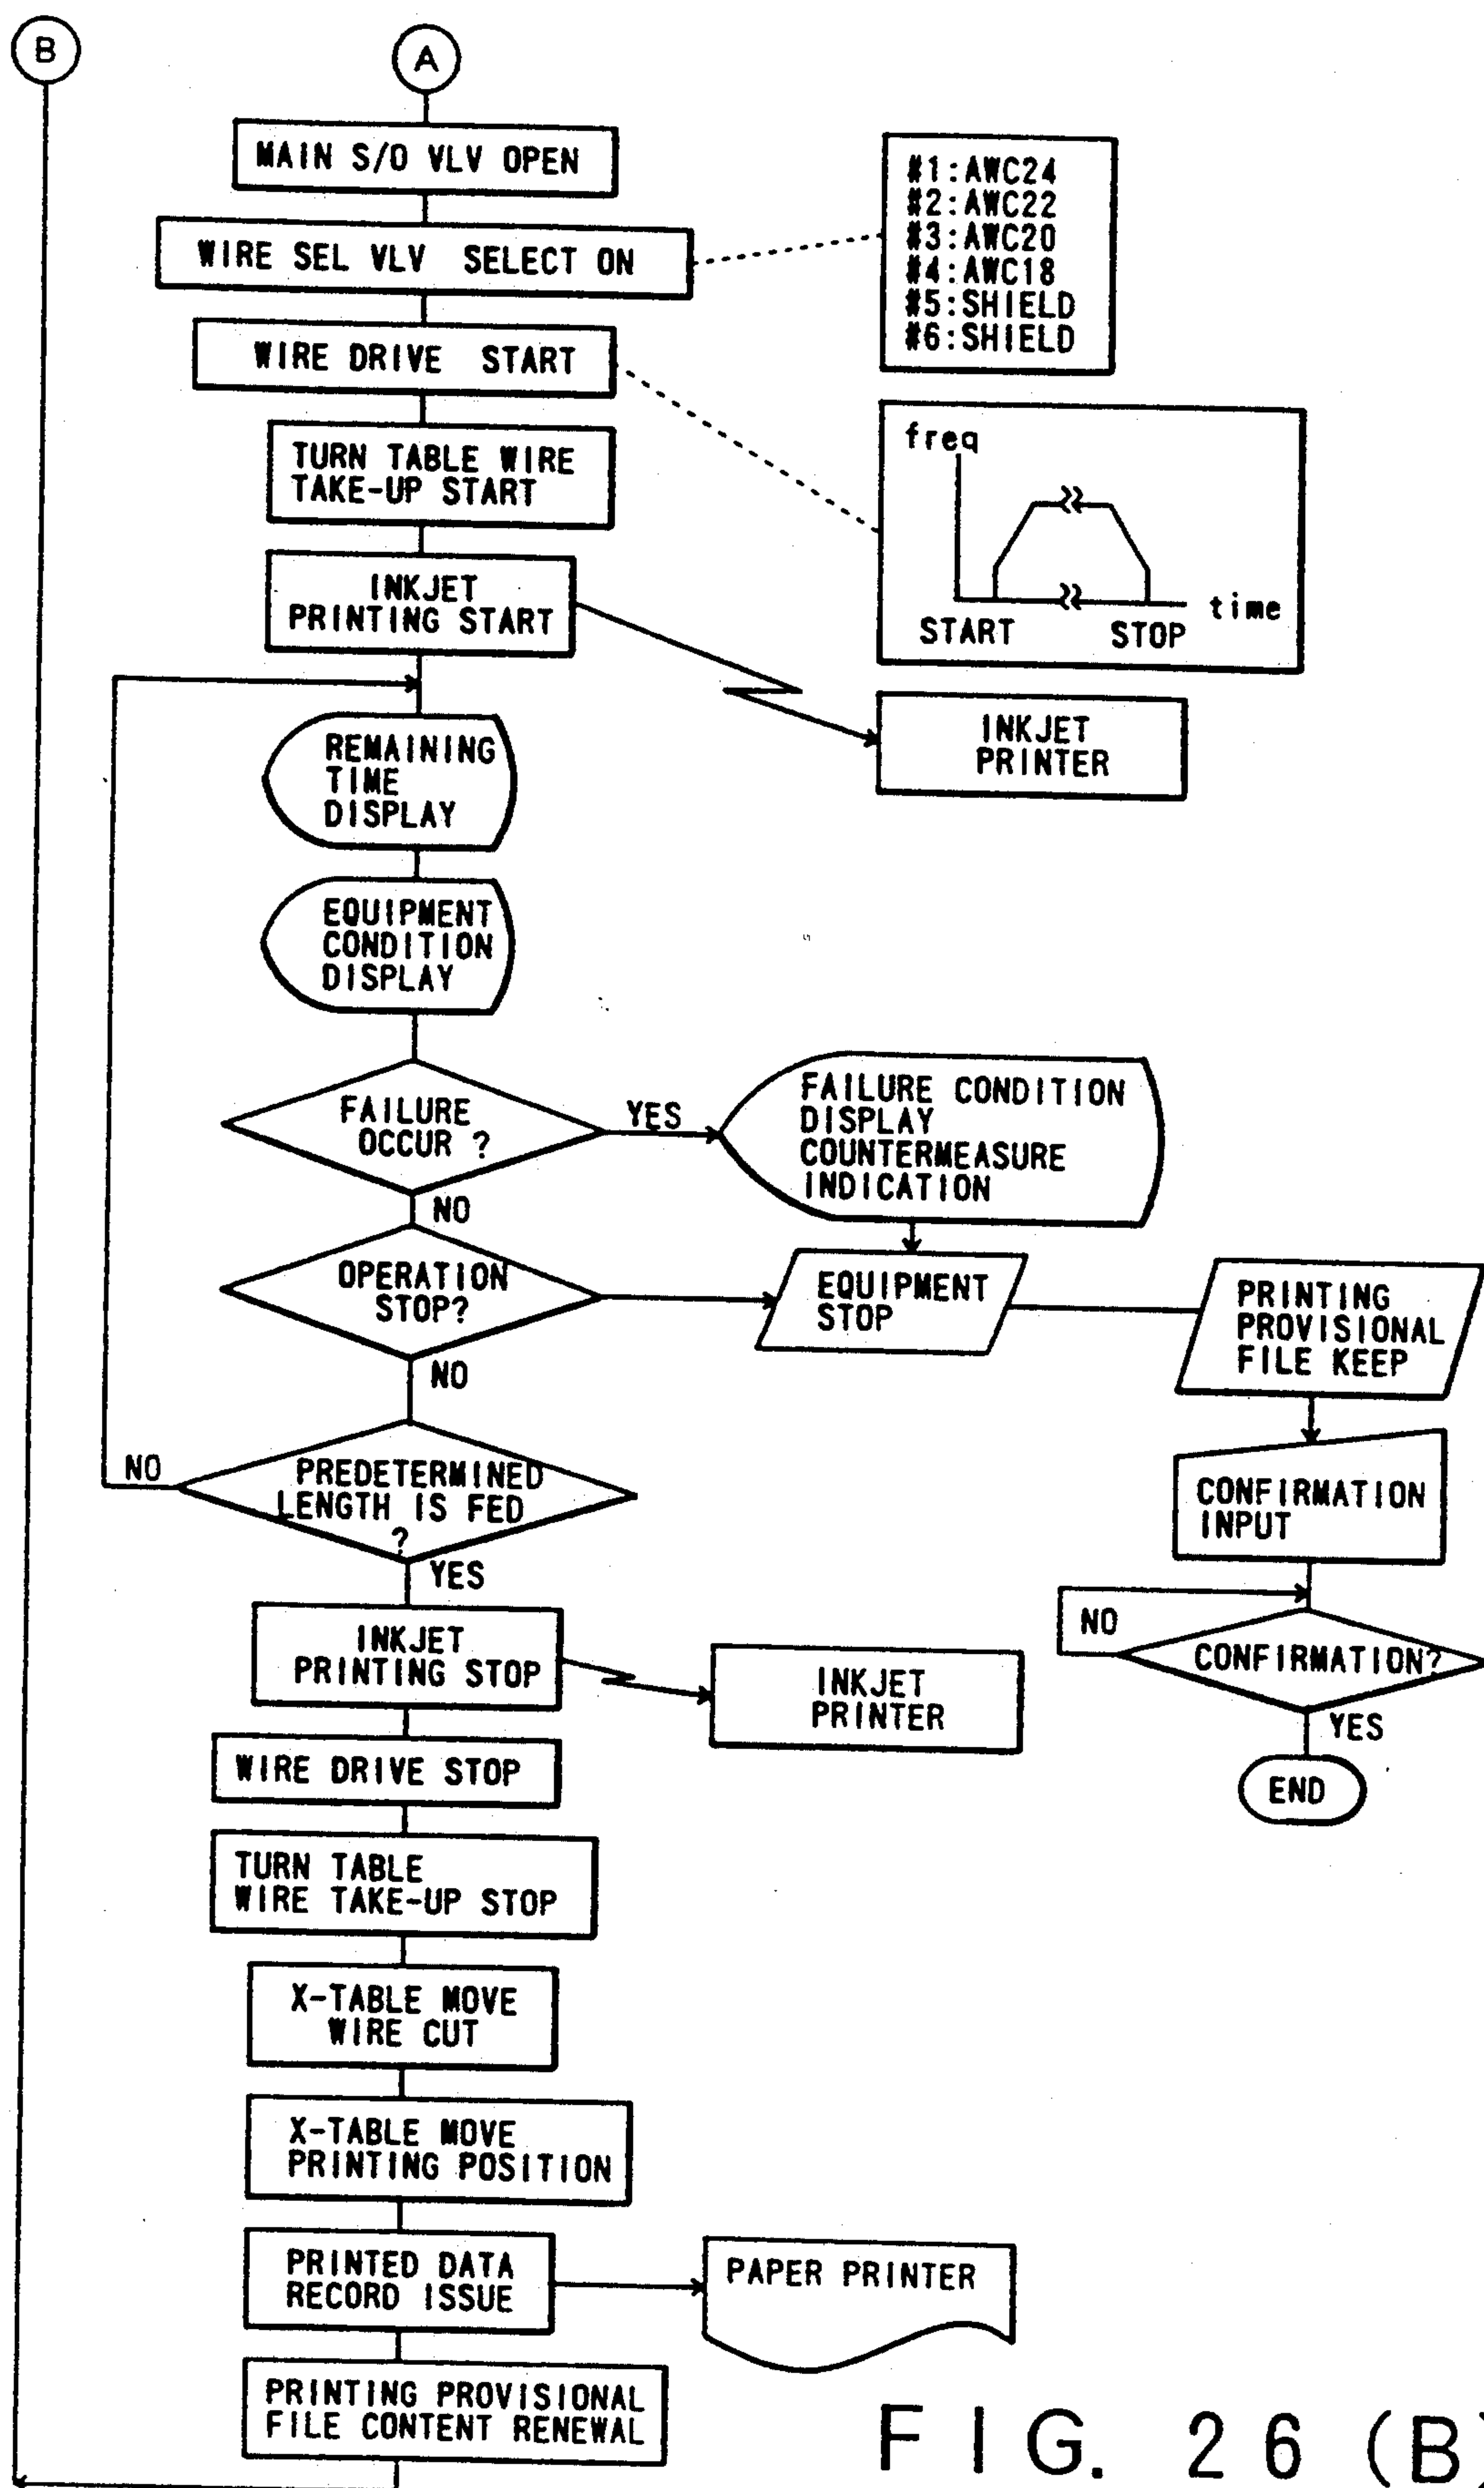 B
A
MAIN S/O VLV OPEN
WIRE SEL VLV SELECT ON
#1:AWC24
#2:AWC22
#3:AWC20
#4:AWC18
#5:SHIELD
#6:SHIELD
WIRE DRIVE START
freq
time
START STOP
TURN TABLE WIRE
TAKE-UP START
INKJET
PRINTING START
INKJET
PRINTER
REMAINING
TIME
DISPLAY
EQUIPMENT
CONDITION
DISPLAY
FAILURE
OCCUR ?
YES
FAILURE CONDITION
DISPLAY
COUNTERMEASURE
INDICATION
NO
OPERATION
STOP?
EQUIPMENT
STOP
PRINTING
PROVISIONAL
FILE KEEP
NO
PREDETERMINED
LENGTH IS FED
?
NO
YES
CONFIRMATION
INPUT
NO
CONFIRMATION?
YES
END
INKJET
PRINTING STOP
INKJET
PRINTER
WIRE DRIVE STOP
TURN TABLE
WIRE TAKE-UP STOP
X-TABLE MOVE
WIRE CUT
X-TABLE MOVE
PRINTING POSITION
PRINTED DATA
RECORD ISSUE
PAPER PRINTER
PRINTING PROVISIONAL
FILE CONTENT RENEWAL
FIG. 26 (B)